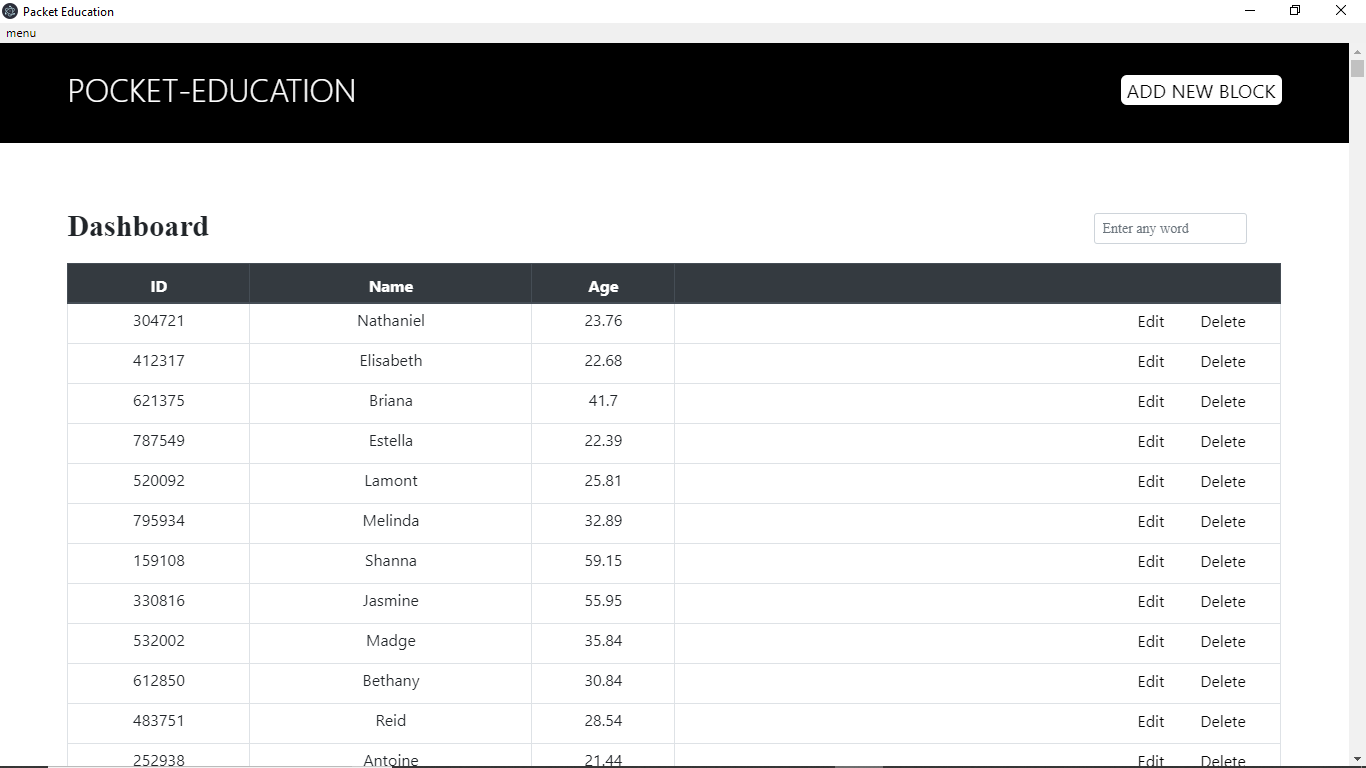 Packet Education
menu
POCKET-EDUCATION
ADD NEW BLOCK
Dashboard
Enter any word
ID Name Age
304721 Nathaniel 23.76 Edit Delete
412317 Elisabeth 22.68 Edit Delete
621375 Briana 41.7 Edit Delete
787549 Estella 22.39 Edit Delete
520092 Lamont 25.81 Edit Delete
795934 Melinda 32.89 Edit Delete
159108 Shanna 59.15 Edit Delete
330816 Jasmine 55.95 Edit Delete
532002 Madge 35.84 Edit Delete
612850 Bethany 30.84 Edit Delete
483751 Reid 28.54 Edit Delete
252938 Antoine 21.44 Edit Delete